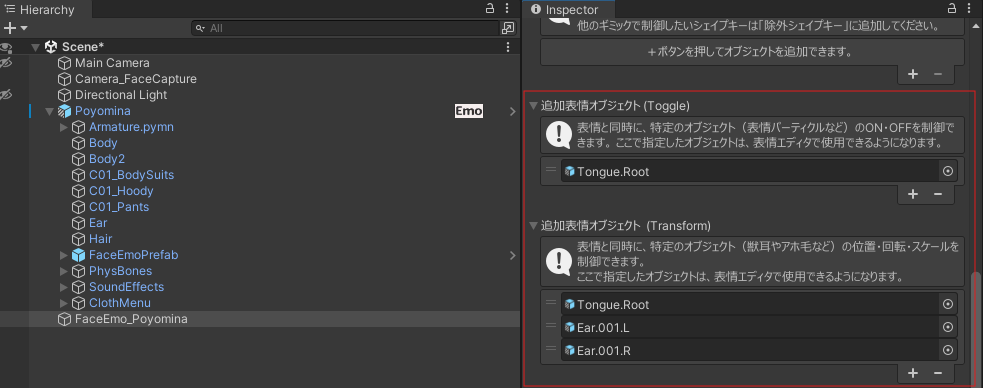 Hierarchy
All
Scene*
Main Camera
Camera_FaceCapture
Directional Light
Poyomina
Emo
Armature.pymn
Body
Body2
C01_BodySuits
C01_Hoody
C01_Pants
Ear
Hair
FaceEmoPrefab
PhysBones
SoundEffects
ClothMenu
FaceEmo_Poyomina
Inspector
他のギミックで制御したいシェイプキーは「除外シェイプキー」に追加してください。
＋ボタンを押してオブジェクトを追加できます。
追加表情オブジェクト (Toggle)
表情と同時に、特定のオブジェクト（表情パーティクルなど）のON・OFFを制御で
きます。ここで指定したオブジェクトは、表情エディタで使用できるようになります。
Tongue.Root
追加表情オブジェクト (Transform)
表情と同時に、特定のオブジェクト（獣耳やアホ毛など）の位置・回転・スケールを
制御できます。
ここで指定したオブジェクトは、表情エディタで使用できるようになります。
Tongue.Root
Ear.001.L
Ear.001.R